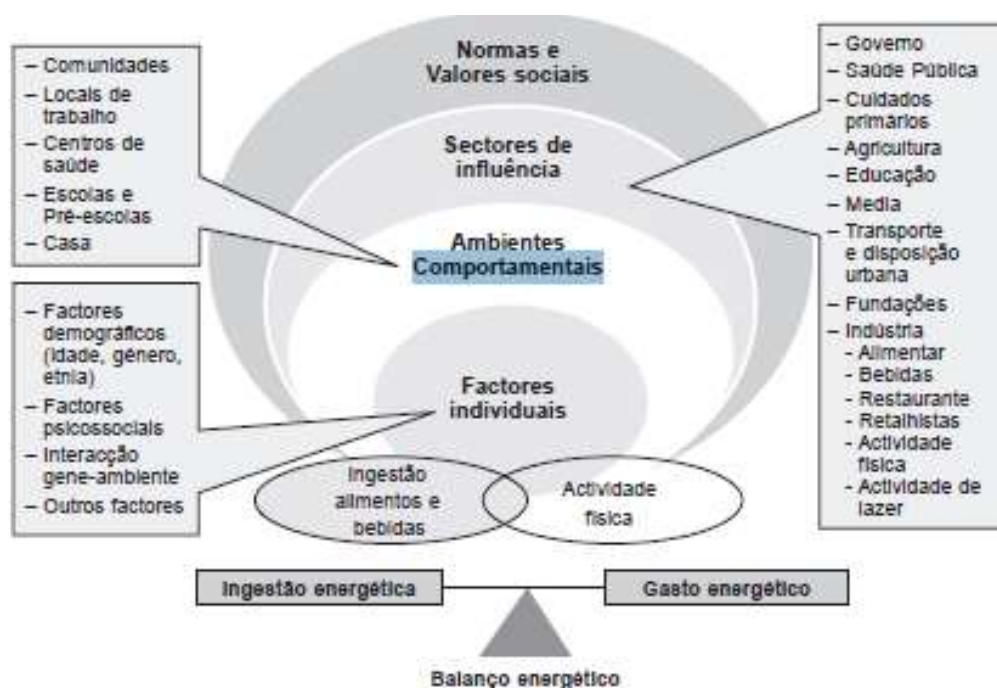 Normas e
Valores sociais
Sectores de
influência
Ambientes
Comportamentais
Factores
individuais
– Comunidades
– Locais de
trabalho
– Centros de
saúde
– Escolas e
Pré-escolas
– Casa
– Factores
demográficos
(idade, género,
etnia)
– Factores
psicossociais
– Interacção
gene-ambiente
– Outros factores
– Governo
– Saúde Pública
– Cuidados
primários
– Agricultura
– Educação
– Media
– Transporte
e disposição
urbana
– Fundações
– Indústria
- Alimentar
- Bebidas
- Restaurante
- Retalhistas
- Actividade
física
- Actividade de
lazer
Ingestão
alimentos e
bebidas
Actividade
física
Ingestão energética
Gasto energético
Balanço energético